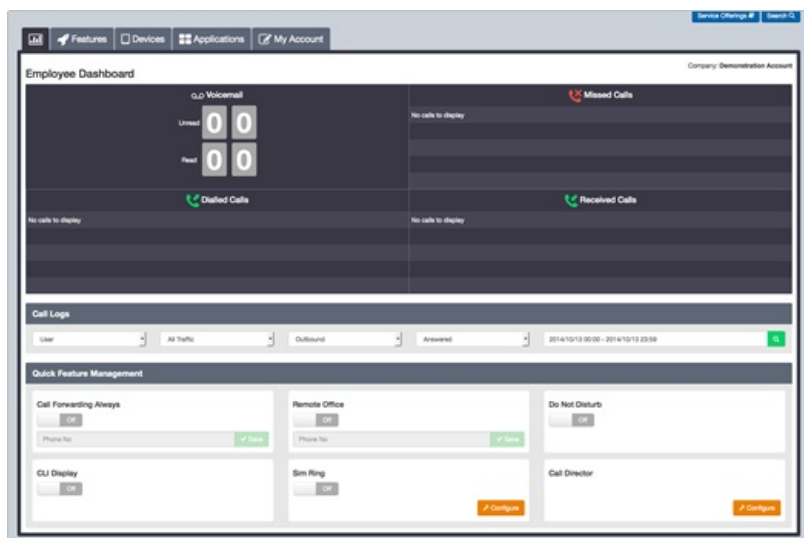 Service Offerings Search
Features Devices Applications My Account
Employee Dashboard
Company: Demonstration Account
Voicemail
Unread 0 0
Read 0 0
Missed Calls
No calls to display
Dialled Calls
No calls to display
Received Calls
No calls to display
Call Logs
User All Traffic Outbound Answered 2014/10/13 00:00 - 2014/10/13 23:59
Quick Feature Management
Call Forwarding Always
Off
Phone No Save
Remote Office
Off
Phone No Save
Do Not Disturb
Off
CLI Display
Off
Sim Ring
Off
Configure
Call Director
Configure